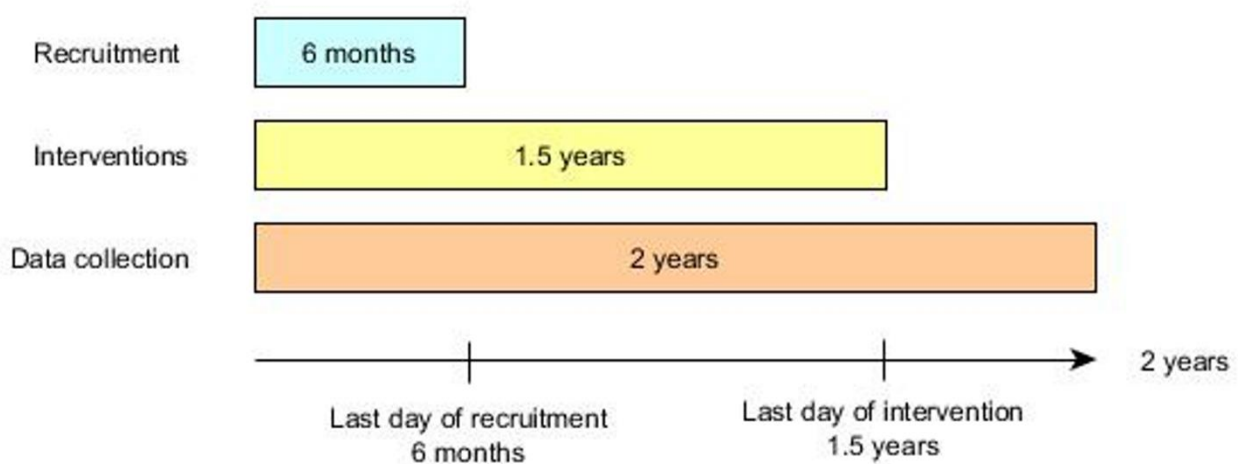 Recruitment
6 months
Interventions
1.5 years
Data collection
2 years
2 years
Last day of recruitment
6 months
Last day of intervention
1.5 years